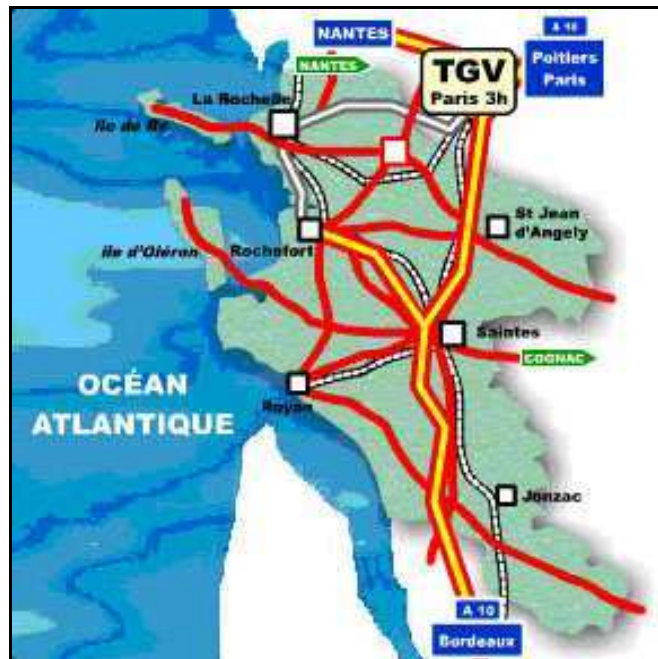 A 10
NANTES
Poitiers
Paris
NANTES
TGV
Paris 3h
La Rochelle
Ile de Ré
St Jean
d'Angely
Rochefort
ile d'Oléron
Saintes
COGNAC
OCÉAN
ATLANTIQUE
Royan
Jonzac
A 10
Bordeaux